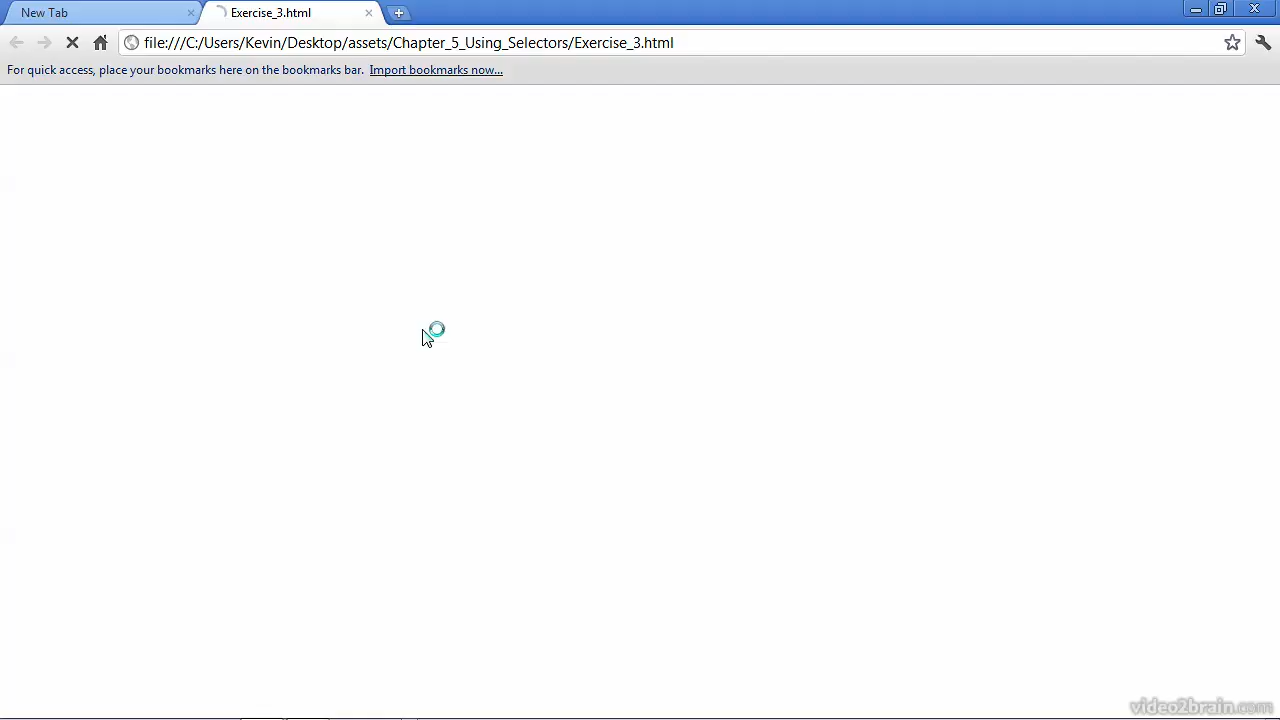 New Tab
Exercise_3.html
file:///C:/Users/Kevin/Desktop/assets/Chapter_5_Using_Selectors/Exercise_3.html
For quick access, place your bookmarks here on the bookmarks bar. Import bookmarks now...
video2brain.com